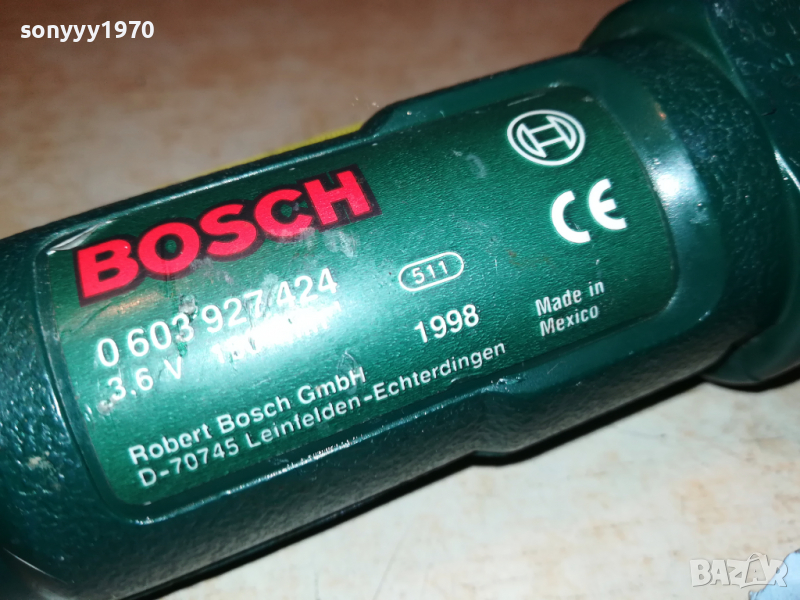 sonyyy1970
BOSCH
CE
0 603 927 424
511
3.6 V
1998
Made in
Mexico
Robert Bosch GmbH
D-70745 Leinfelden-Echterdingen
BAZAR